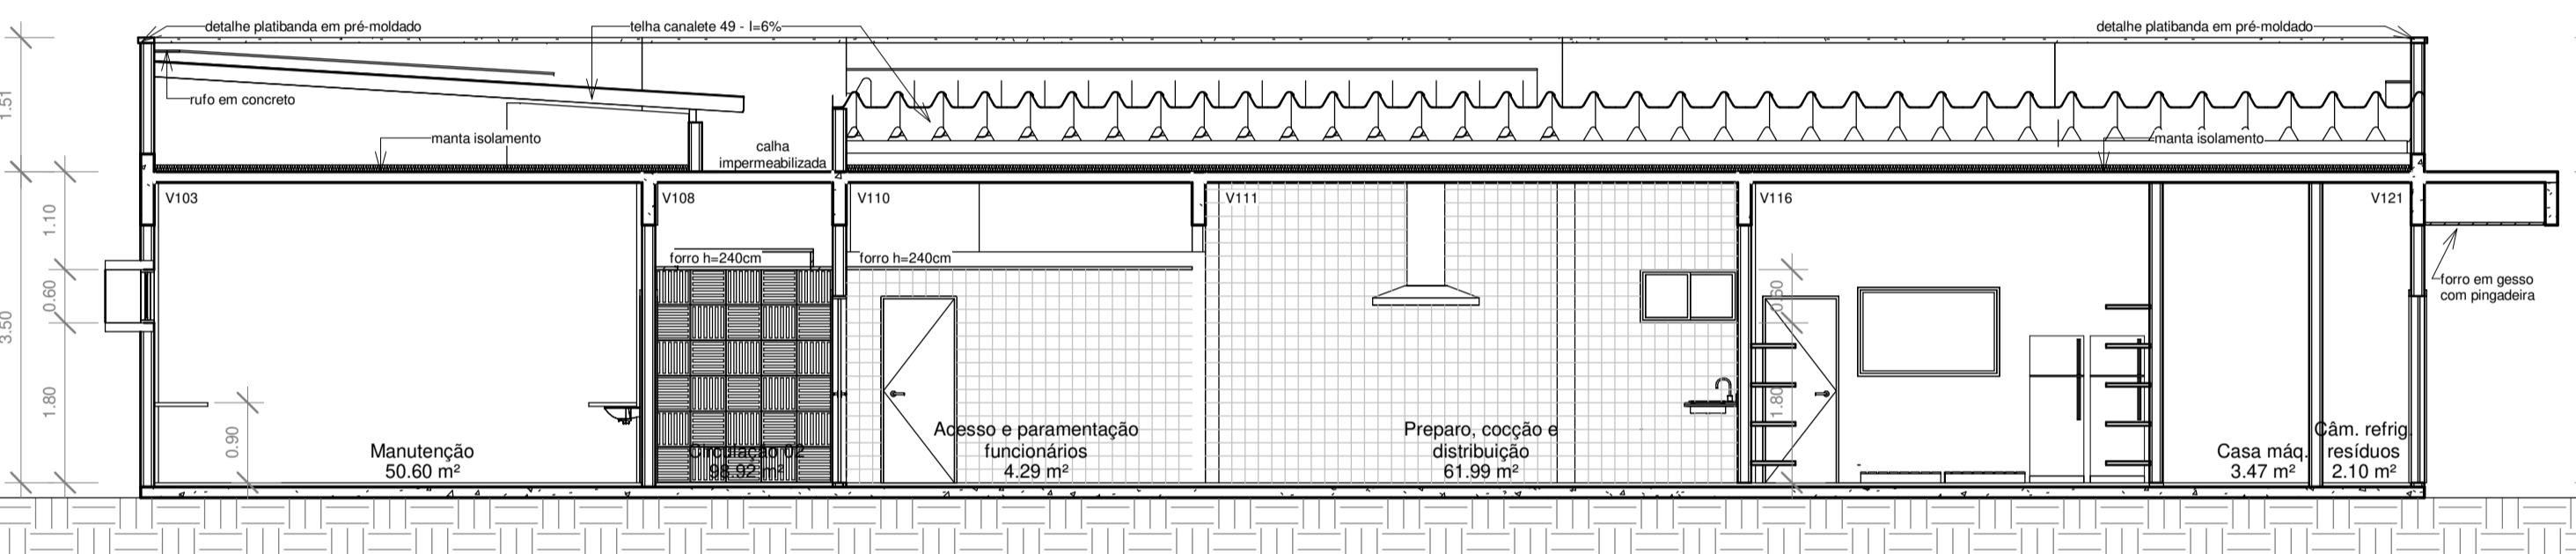 detalhe platibanda em pré-moldado
telha canalete 49 - I=6%
detalhe platibanda em pré-moldado
rufo em concreto
manta isolamento
calha
impermeabilizada
manta isolamento
1.51
3.50
1.10
0.60
1.80
0.90
V103
V108
V110
V111
V116
V121
forro h=240cm
forro h=240cm
0.60
1.80
forro em gesso
com pingadeira
Manutenção
50.60 m²
Circulação 02
98.92 m²
Acesso e paramentação
funcionários
4.29 m²
Preparo, cocção e
distribuição
61.99 m²
Casa máq.
3.47 m²
Câm. refrig.
resíduos
2.10 m²